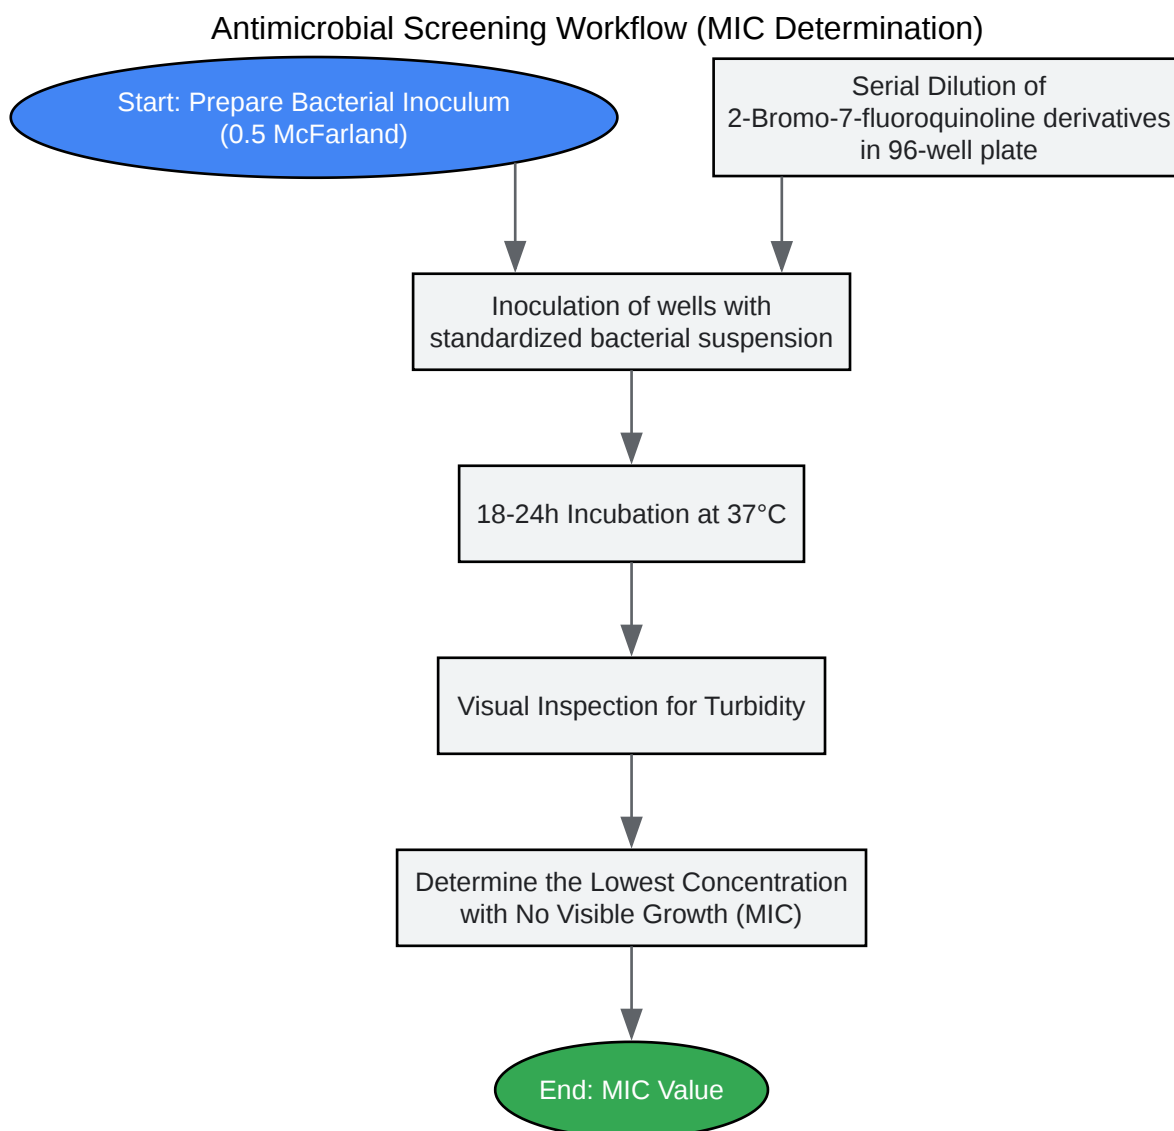 Antimicrobial Screening Workflow (MIC Determination)
Start: Prepare Bacterial Inoculum
(0.5 McFarland)
Serial Dilution of
2-Bromo-7-fluoroquinoline derivatives
in 96-well plate
Inoculation of wells with
standardized bacterial suspension
18-24h Incubation at 37°C
Visual Inspection for Turbidity
Determine the Lowest Concentration
with No Visible Growth (MIC)
End: MIC Value